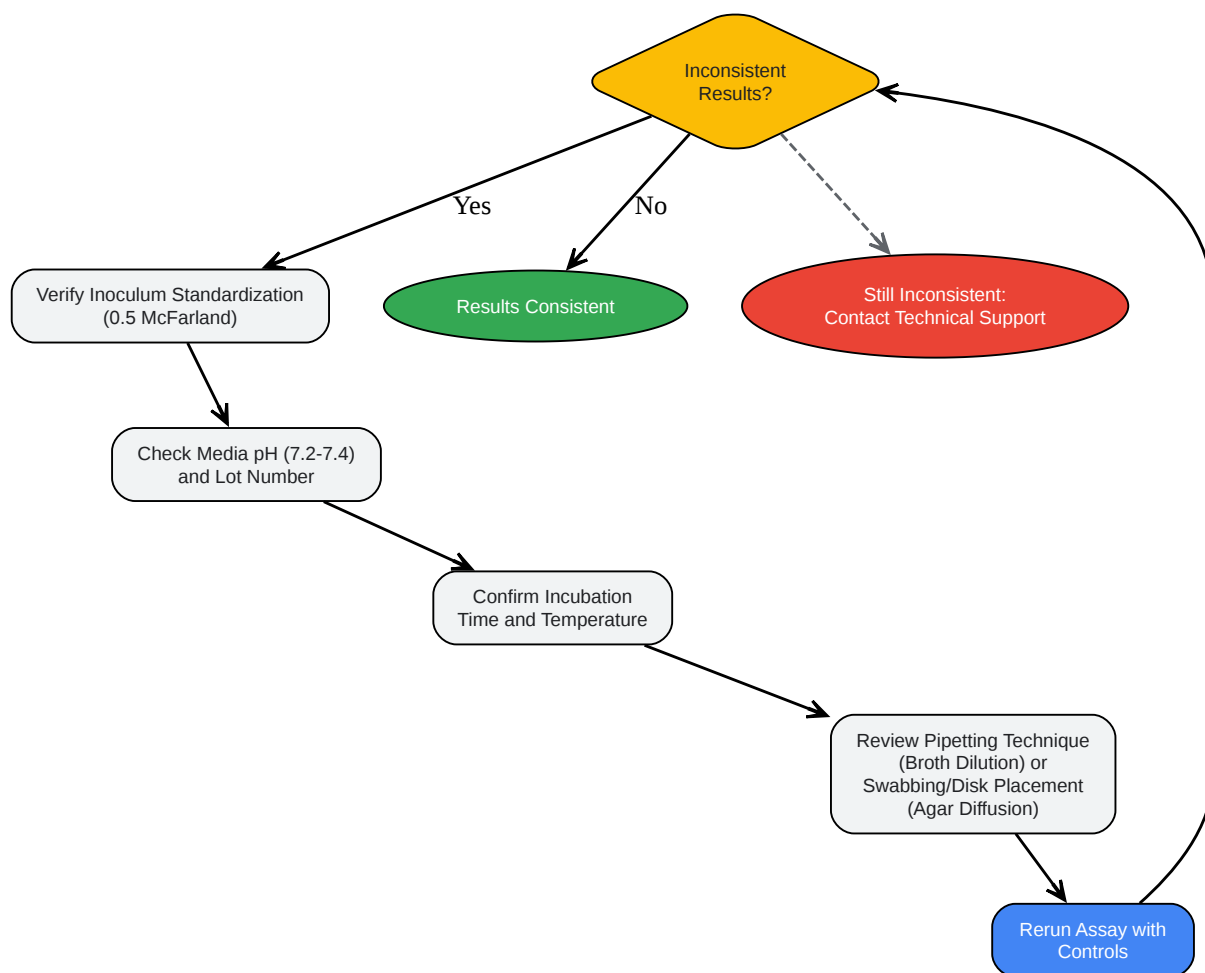 Inconsistent
Results?
Yes
No
Verify Inoculum Standardization
(0.5 McFarland)
Results Consistent
Still Inconsistent:
Contact Technical Support
Check Media pH (7.2-7.4)
and Lot Number
Confirm Incubation
Time and Temperature
Review Pipetting Technique
(Broth Dilution) or
Swabbing/Disk Placement
(Agar Diffusion)
Rerun Assay with
Controls